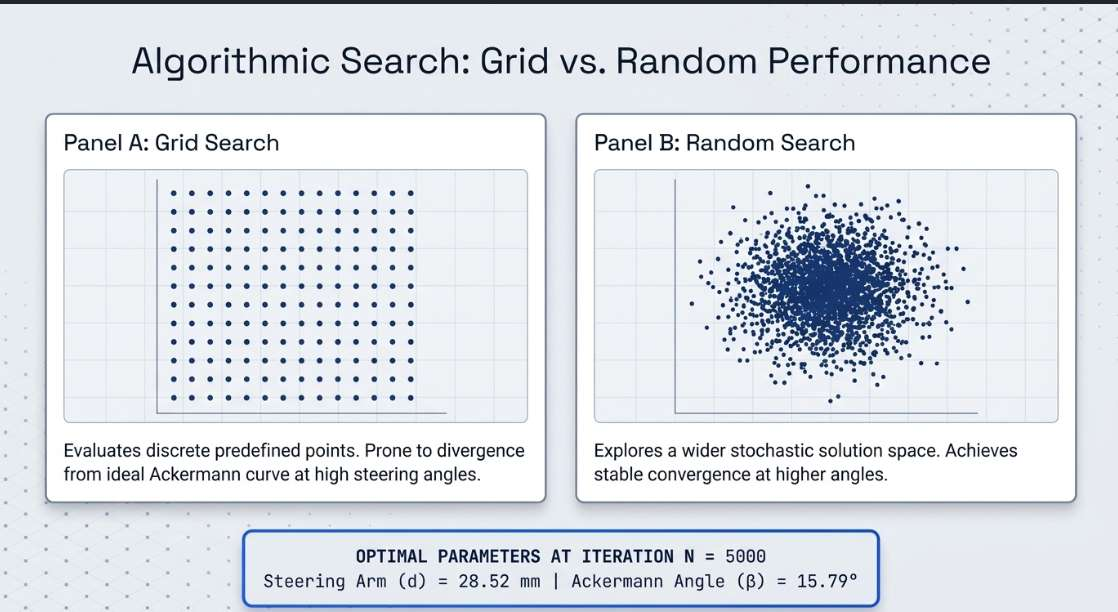 Algorithmic Search: Grid vs. Random Performance
Panel A: Grid Search
Evaluates discrete predefined points. Prone to divergence
from ideal Ackermann curve at high steering angles.
Panel B: Random Search
Explores a wider stochastic solution space. Achieves
stable convergence at higher angles.
OPTIMAL PARAMETERS AT ITERATION N = 5000
Steering Arm (d) = 28.52 mm | Ackermann Angle (β) = 15.79°